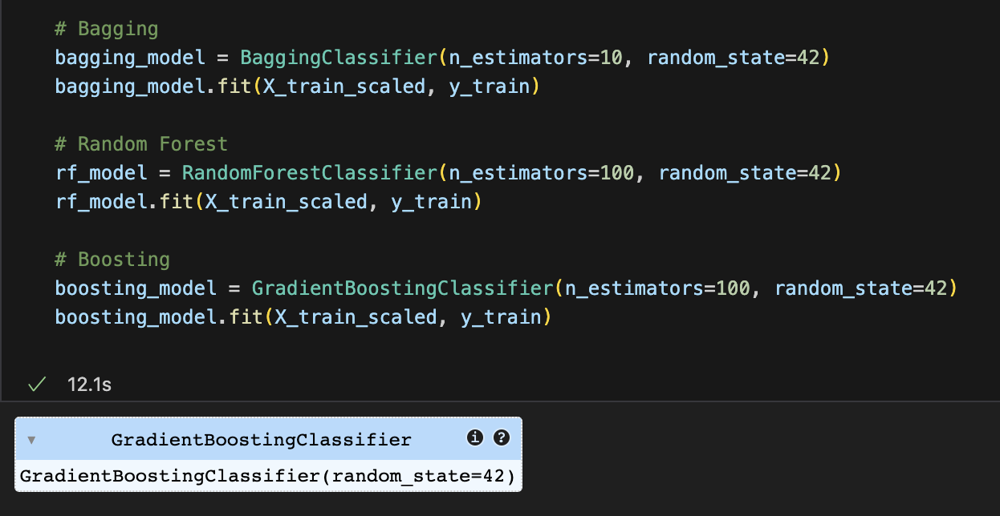 # Bagging
bagging_model = BaggingClassifier(n_estimators=10, random_state=42)
bagging_model.fit(X_train_scaled, y_train)
# Random Forest
rf_model = RandomForestClassifier(n_estimators=100, random_state=42)
rf_model.fit(X_train_scaled, y_train)
# Boosting
boosting_model = GradientBoostingClassifier(n_estimators=100, random_state=42)
boosting_model.fit(X_train_scaled, y_train)
✓ 12.1s
▼ GradientBoostingClassifier i ?
GradientBoostingClassifier(random_state=42)